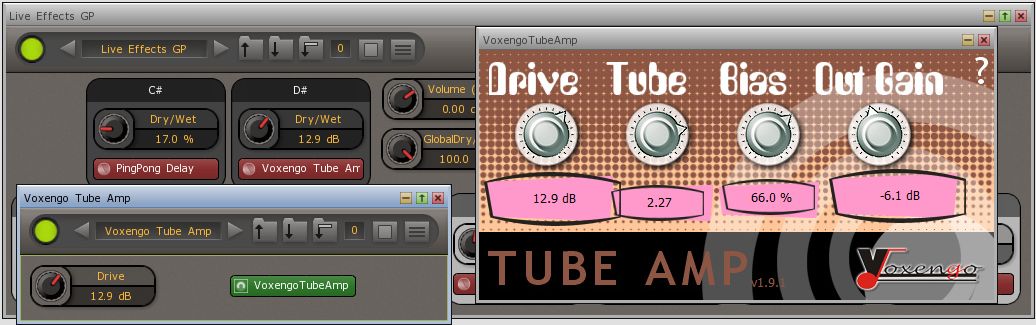 Live Effects GP
Live Effects GP
0
C#
Dry/Wet
17.0 %
PingPong Delay
D#
Dry/Wet
12.9 dB
Voxengo Tube Am
Volume (
0.00
GlobalDry/
100.0
Voxengo Tube Amp
Voxengo Tube Amp
0
Drive
12.9 dB
VoxengoTubeAmp
VoxengoTubeAmp
Drive Tube Bias Out Gain ?
12.9 dB
2.27
66.0 %
-6.1 dB
TUBE AMP
Voxengo